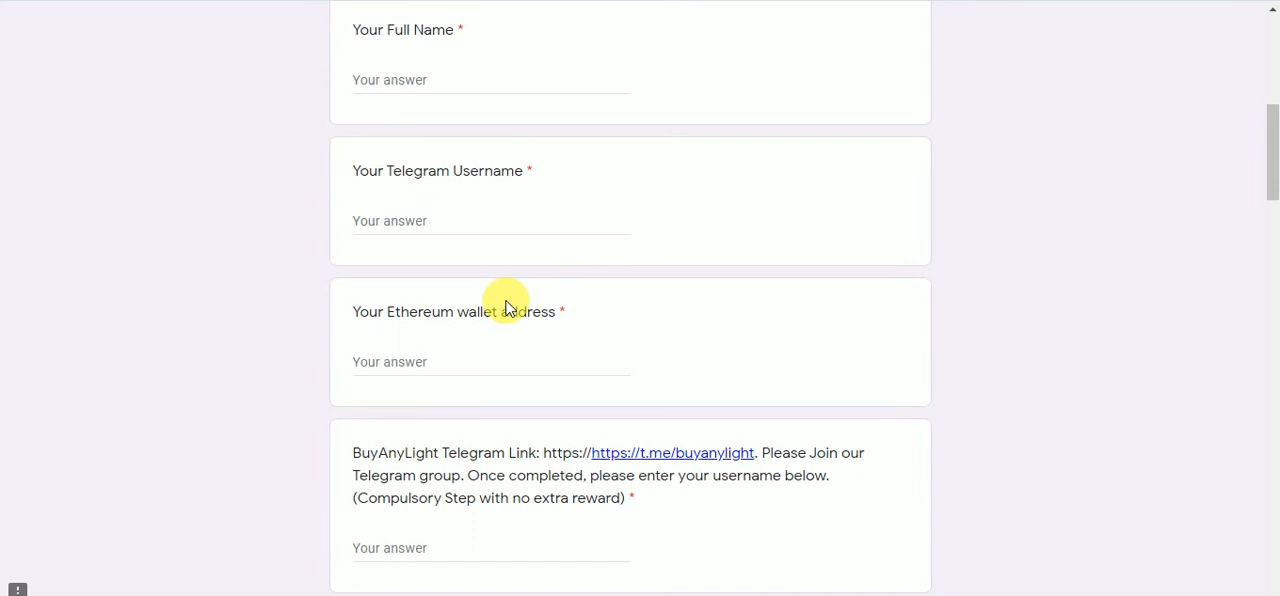 Your Full Name *
Your answer
Your Telegram Username *
Your answer
Your Ethereum wallet address *
Your answer
BuyAnyLight Telegram Link: https://https://t.me/buyanylight. Please Join our
Telegram group. Once completed, please enter your username below.
(Compulsory Step with no extra reward) *
Your answer